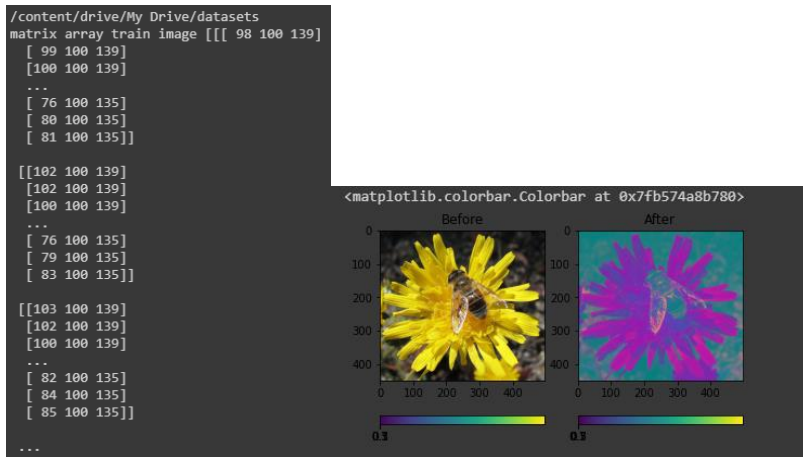 /content/drive/My Drive/datasets
matrix array train image [[[ 98 100 139]
[ 99 100 139]
[100 100 139]
...
[ 76 100 135]
[ 80 100 135]
[ 81 100 135]]
[[102 100 139]
[102 100 139]
[100 100 139]
...
[ 76 100 135]
[ 79 100 135]
[ 83 100 135]]
[[103 100 139]
[102 100 139]
[100 100 139]
...
[ 82 100 135]
[ 84 100 135]
[ 85 100 135]]
...
<matplotlib.colorbar.Colorbar at 0x7fb574a8b780>
Before
0
100
200
300
400
0 100 200 300 400
After
0
100
200
300
400
0 100 200 300 400